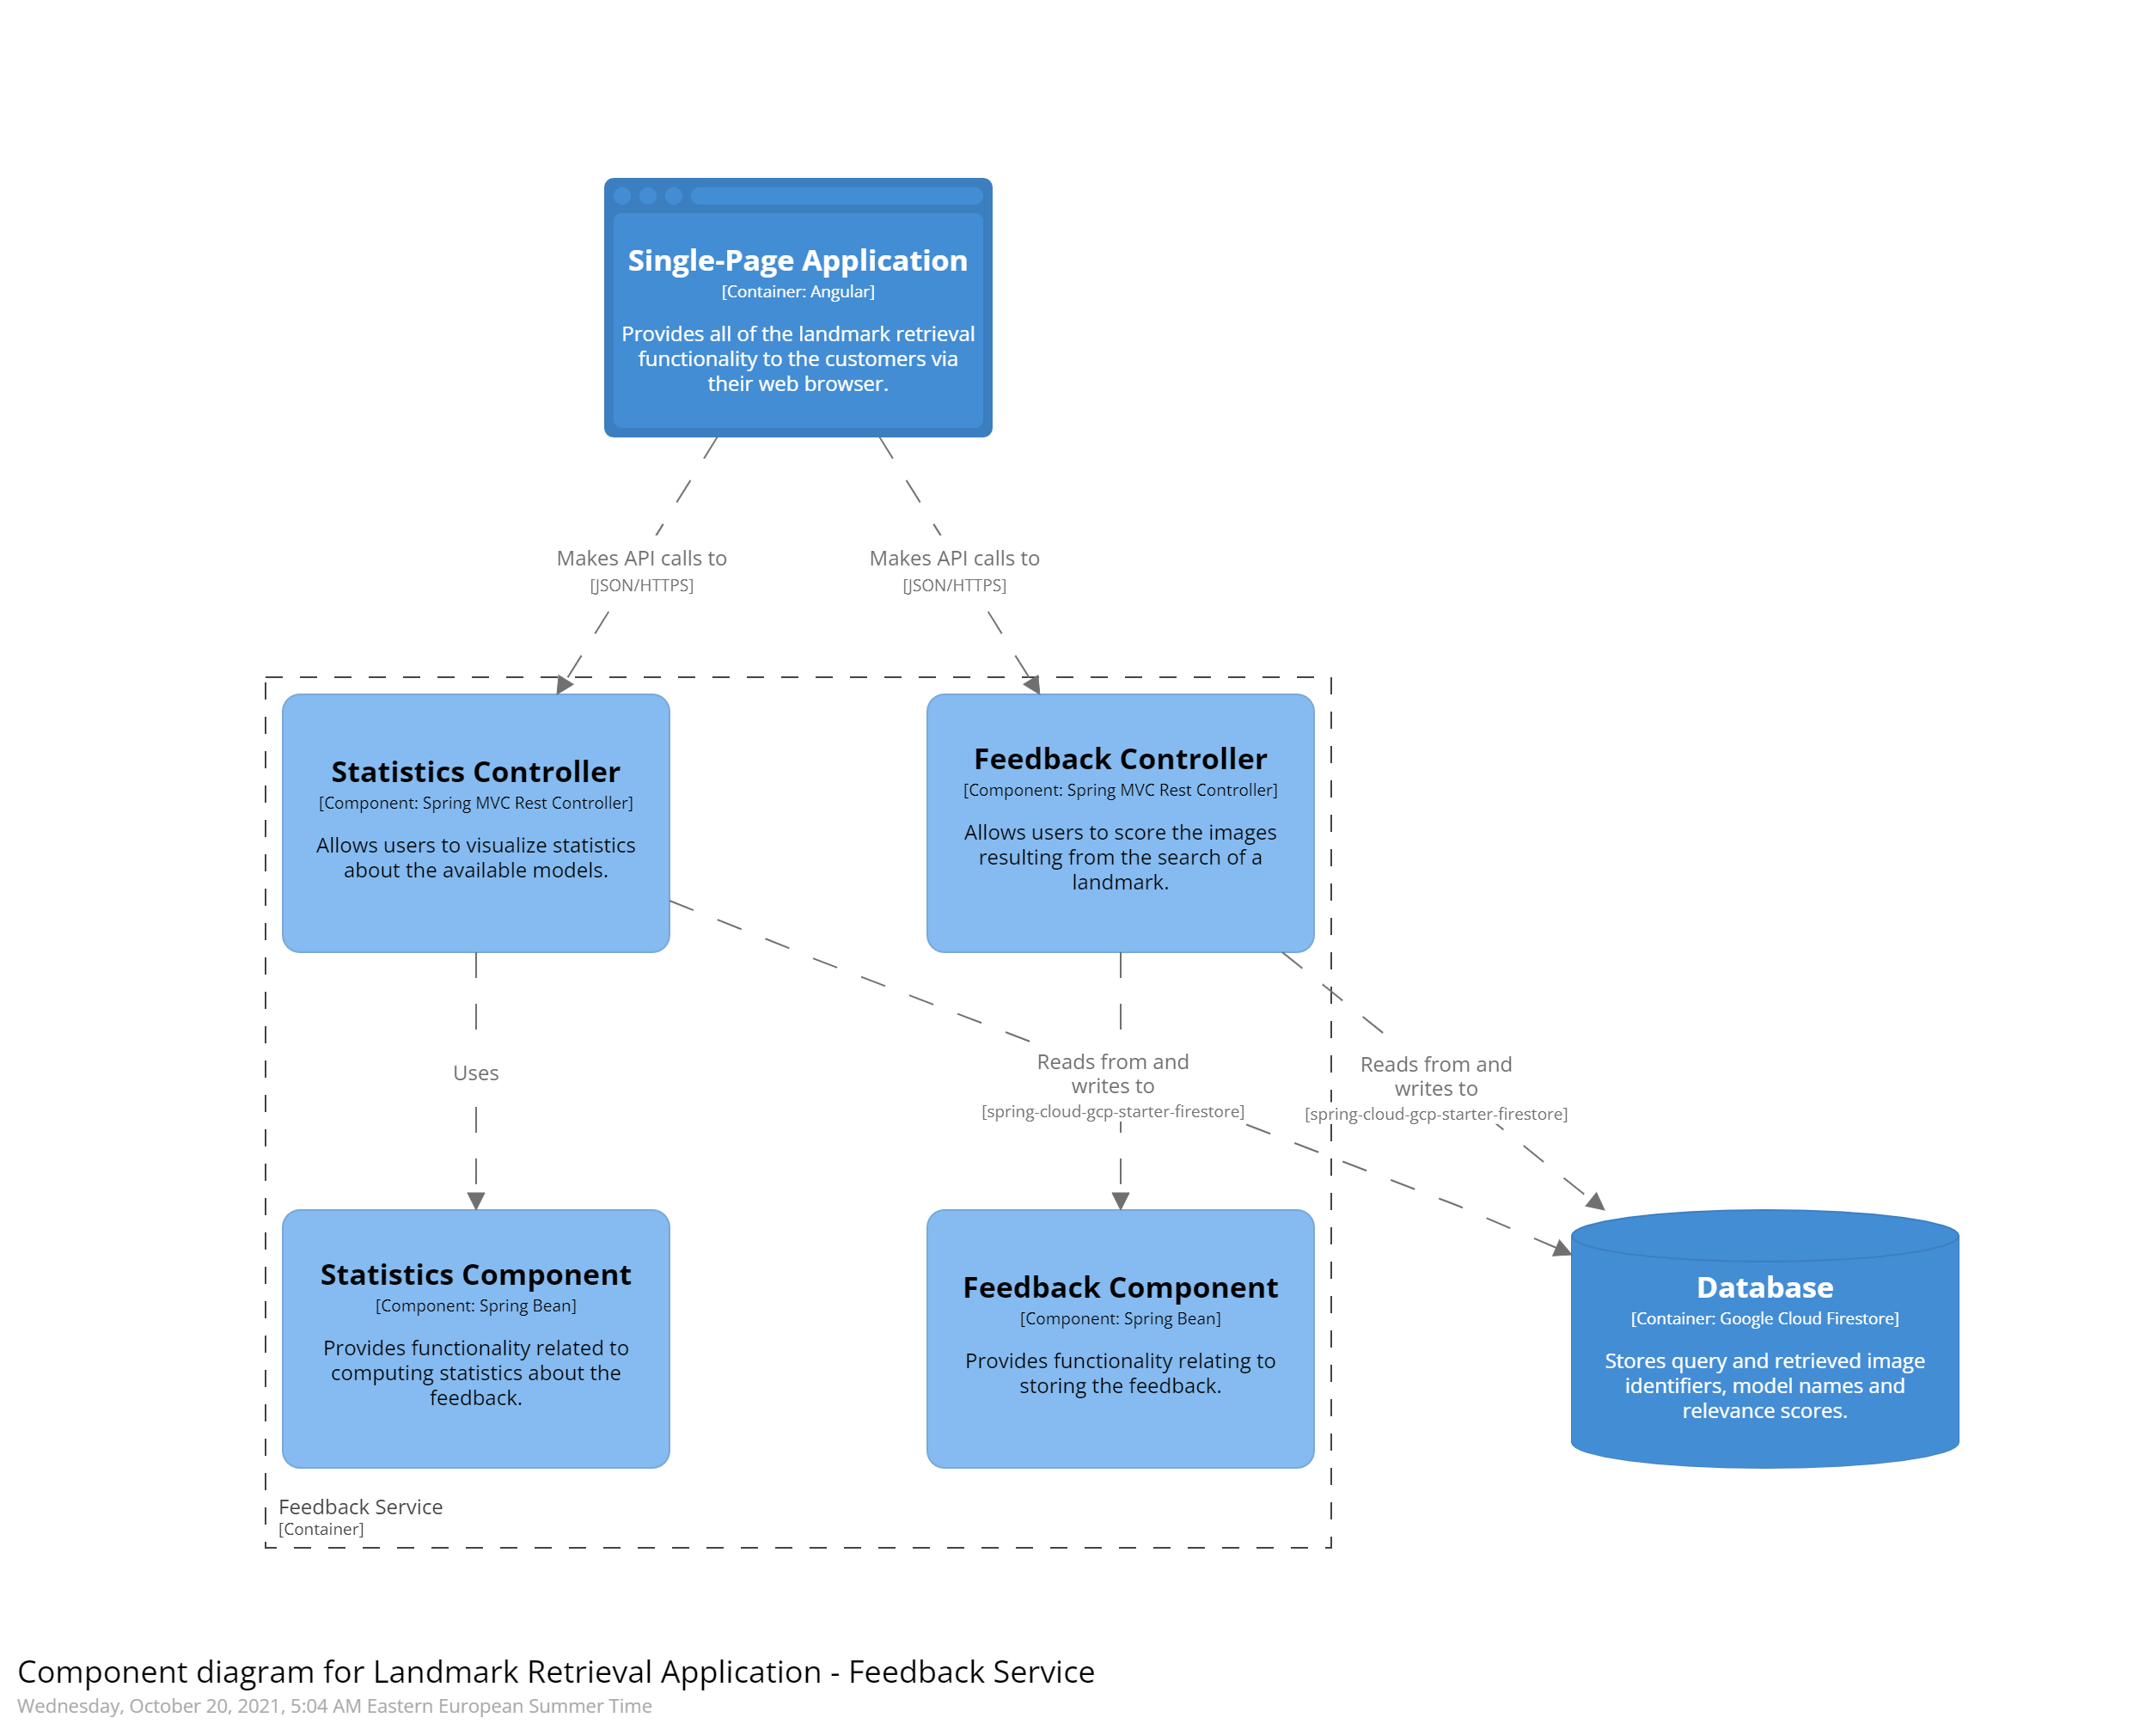 Single-Page Application
[Container: Angular]
Provides all of the landmark retrieval
functionality to the customers via
their web browser.
Makes API calls to
[JSON/HTTPS]
Makes API calls to
[JSON/HTTPS]
Statistics Controller
[Component: Spring MVC Rest Controller]
Allows users to visualize statistics
about the available models.
Feedback Controller
[Component: Spring MVC Rest Controller]
Allows users to score the images
resulting from the search of a
landmark.
Uses
Reads from and
writes to
[spring-cloud-gcp-starter-firestore]
Reads from and
writes to
[spring-cloud-gcp-starter-firestore]
Statistics Component
[Component: Spring Bean]
Provides functionality related to
computing statistics about the
feedback.
Feedback Component
[Component: Spring Bean]
Provides functionality relating to
storing the feedback.
Database
[Container: Google Cloud Firestore]
Stores query and retrieved image
identifiers, model names and
relevance scores.
Feedback Service
[Container]
Component diagram for Landmark Retrieval Application - Feedback Service
Wednesday, October 20, 2021, 5:04 AM Eastern European Summer Time